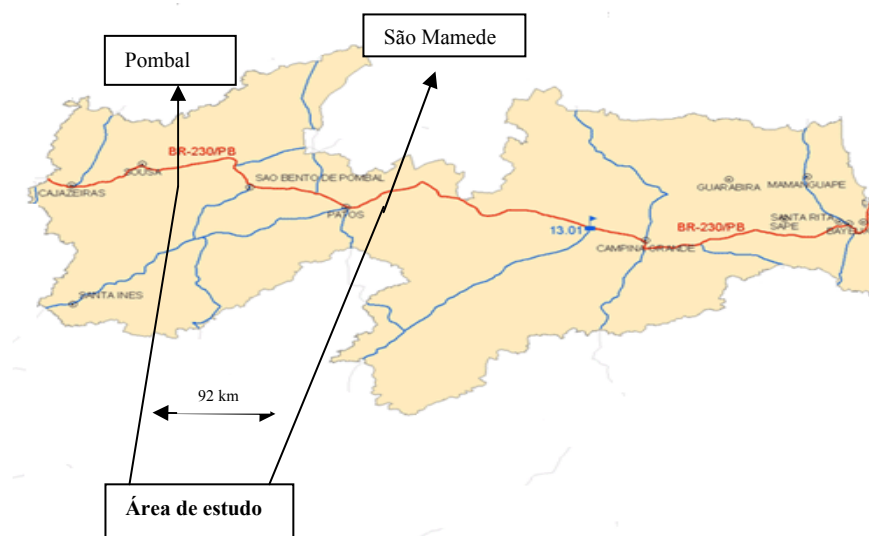 São Mamede
Pombal
BR-230/PB
SOUSA
CAJAZEIRAS
SAO BENTO DE POMBAL
PATOS
GUARABIRA
MAMANGUAPE
SANTA RITA
SAPE
BR-230/PB
13.01
CAMPINA GRANDE
SANTA INES
92 km
Área de estudo